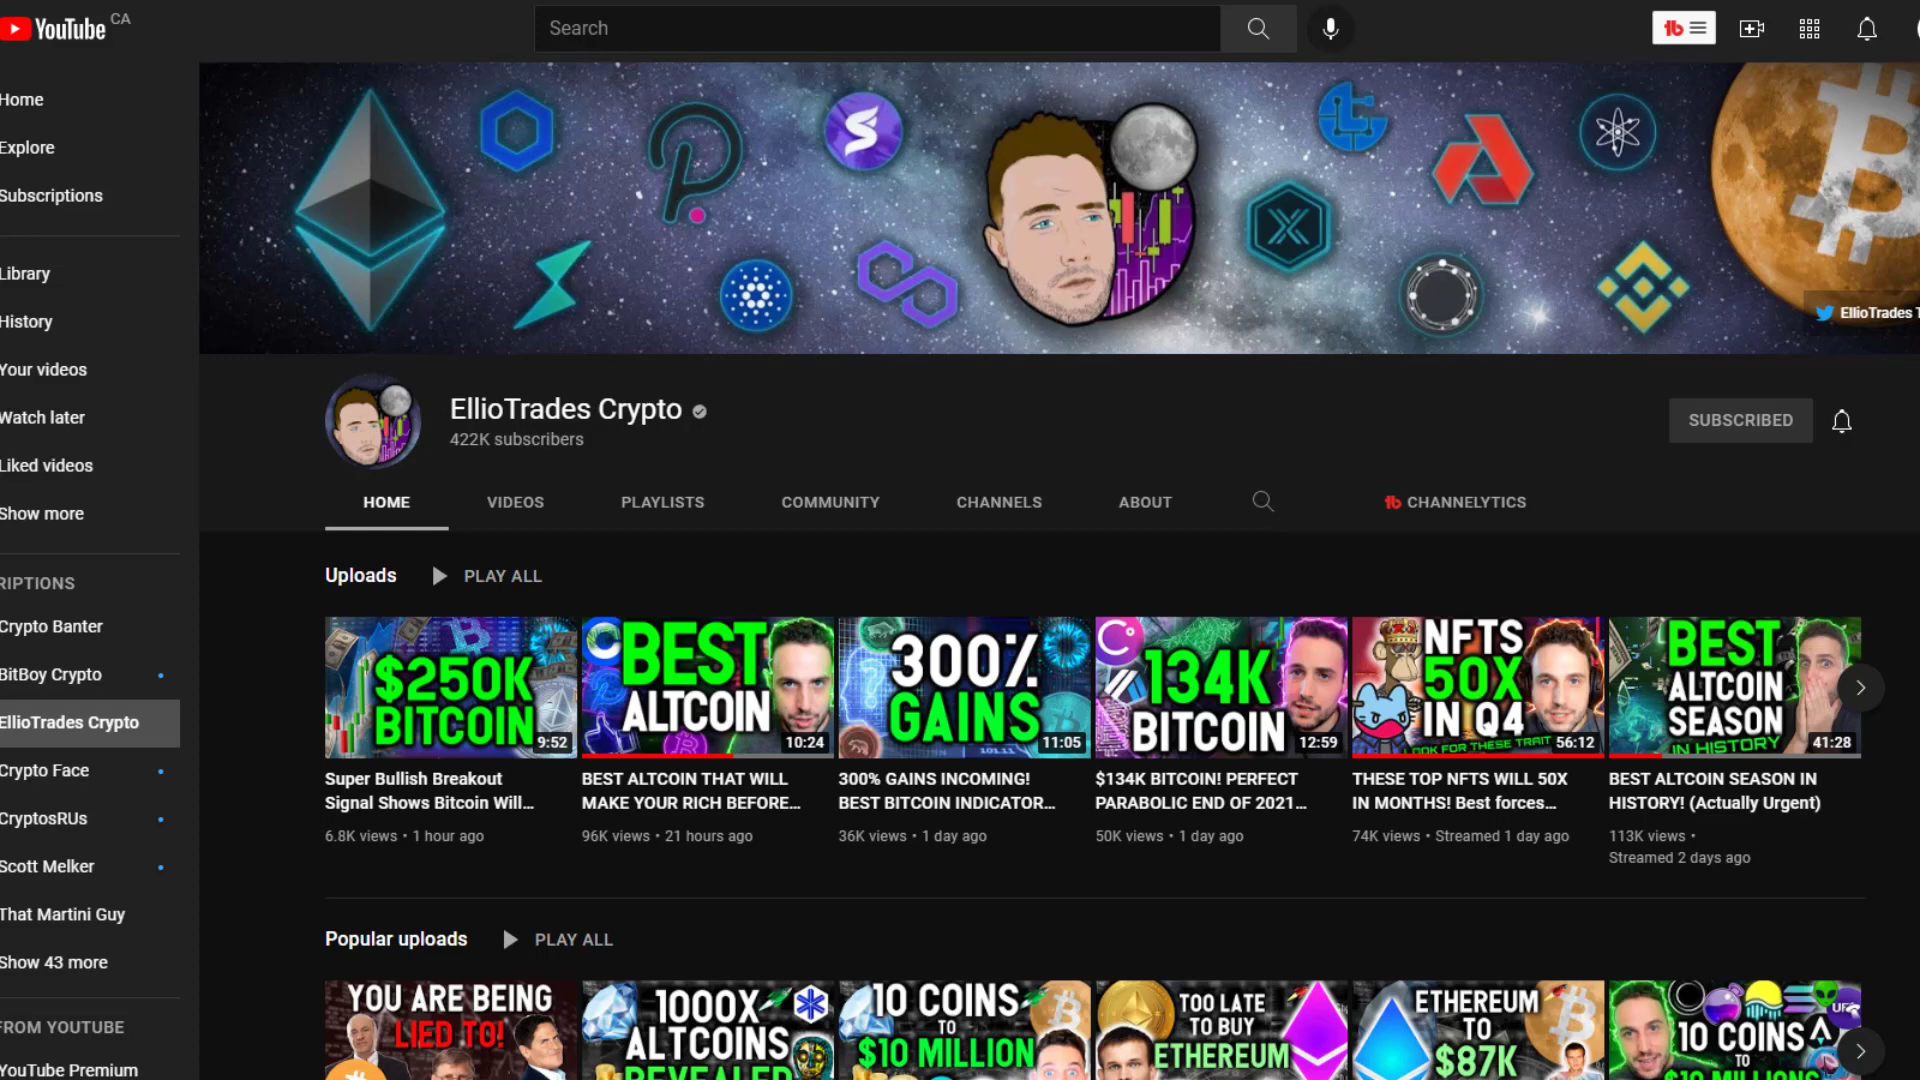 YouTube CA
Search
Home
Explore
Subscriptions
Library
History
Your videos
Watch later
Liked videos
Show more
RIPTIONS
Crypto Banter
BitBoy Crypto
EllioTrades Crypto
Crypto Face
CryptosRUs
Scott Melker
That Martini Guy
Show 43 more
FROM YOUTUBE
YouTube Premium
EllioTrades T
EllioTrades Crypto
422K subscribers
SUBSCRIBED
HOME VIDEOS PLAYLISTS COMMUNITY CHANNELS ABOUT CHANNELYTICS
Uploads PLAY ALL
$250K
BITCOIN
9:52
Super Bullish Breakout
Signal Shows Bitcoin Will...
6.8K views • 1 hour ago
BEST
ALTCOIN
10:24
BEST ALTCOIN THAT WILL
MAKE YOUR RICH BEFORE...
96K views • 21 hours ago
300%
GAINS
11:05
300% GAINS INCOMING!
BEST BITCOIN INDICATOR...
36K views • 1 day ago
134K
BITCOIN
12:59
$134K BITCOIN! PERFECT
PARABOLIC END OF 2021...
50K views • 1 day ago
NFTS
50X
IN Q4
LOOK FOR THESE TRAIT
56:12
THESE TOP NFTS WILL 50X
IN MONTHS! Best forces...
74K views • Streamed 1 day ago
BEST
ALTCOIN
SEASON
IN HISTORY
41:28
BEST ALTCOIN SEASON IN
HISTORY! (Actually Urgent)
113K views •
Streamed 2 days ago
Popular uploads PLAY ALL
YOU ARE BEING
LIED TO!
1000X
ALTCOINS
REVEALED
10 COINS
TO
$10 MILLION
TOO LATE
TO BUY
ETHEREUM
ETHEREUM
TO
$87K
10 COINS
TO
$10 MILLIONS